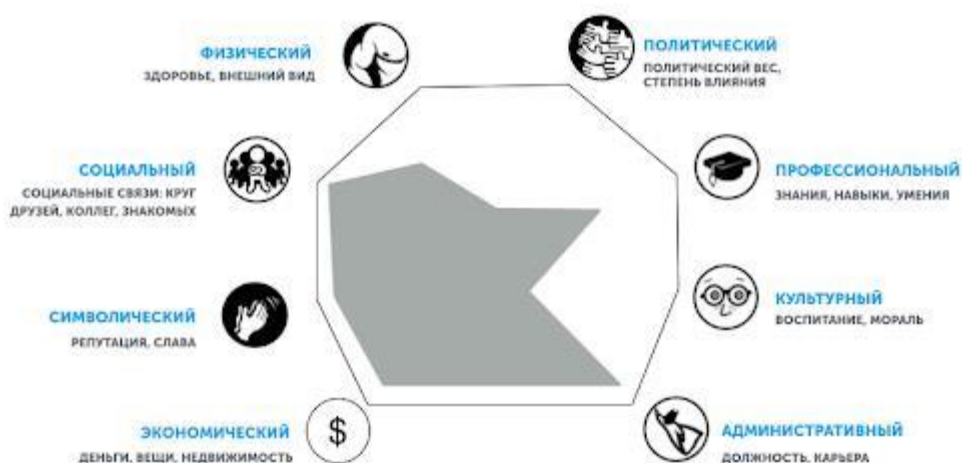 ФИЗИЧЕСКИЙ
ЗДОРОВЬЕ, ВНЕШНИЙ ВИД
ПОЛИТИЧЕСКИЙ
ПОЛИТИЧЕСКИЙ ВЕС,
СТЕПЕНЬ ВЛИЯНИЯ
СОЦИАЛЬНЫЙ
СОЦИАЛЬНЫЕ СВЯЗИ: КРУГ
ДРУЗЕЙ, КОЛЛЕГ, ЗНАКОМЫХ
ПРОФЕССИОНАЛЬНЫЙ
ЗНАНИЯ, НАВЫКИ, УМЕНИЯ
СИМВОЛИЧЕСКИЙ
РЕПУТАЦИЯ, СЛАВА
КУЛЬТУРНЫЙ
ВОСПИТАНИЕ, МОРАЛЬ
ЭКОНОМИЧЕСКИЙ
ДЕНЬГИ, ВЕЩИ, НЕДВИЖИМОСТЬ
$
АДМИНИСТРАТИВНЫЙ
ДОЛЖНОСТЬ, КАРЬЕРА